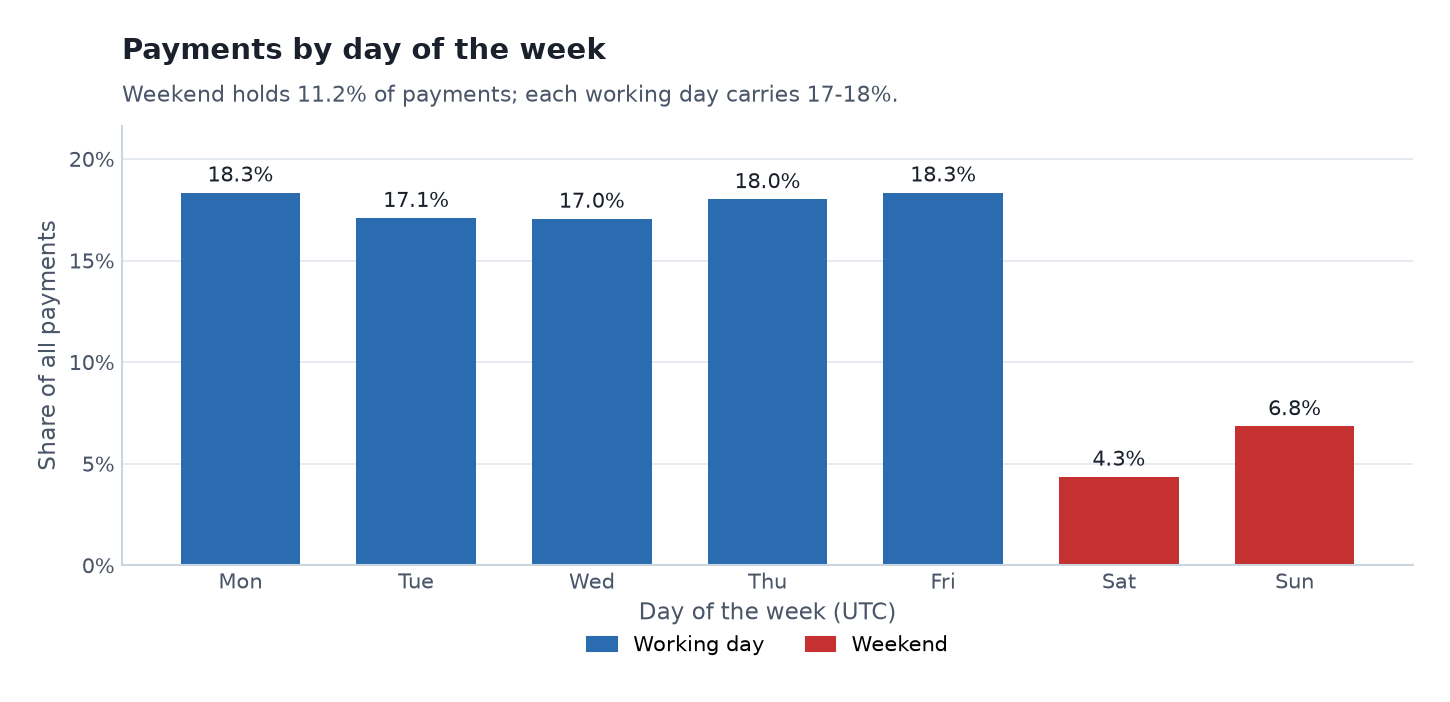 Payments by day of the week
Weekend holds 11.2% of payments; each working day carries 17-18%.
Share of all payments
20%
15%
10%
5%
0%
18.3%
17.1%
17.0%
18.0%
18.3%
4.3%
6.8%
Mon
Tue
Wed
Thu
Fri
Sat
Sun
Day of the week (UTC)
Working day
Weekend